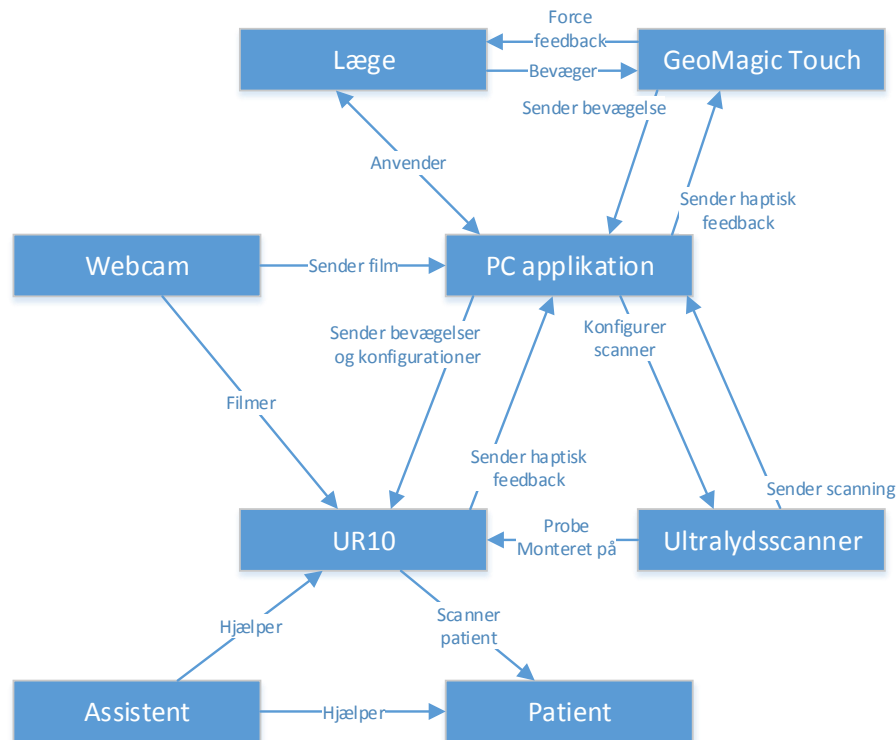 Force
feedback
Læge
GeoMagic Touch
Bevæger
Sender bevægelse
Anvender
Sender haptisk
feedback
Webcam
Sender film
PC applikation
Sender bevægelser
og konfigurationer
Konfigurer
scanner
Filmer
Sender haptisk
feedback
Sender scanning
UR10
Probe
Monteret på
Ultralydsscanner
Hjælper
Scanner
patient
Assistent
Hjælper
Patient